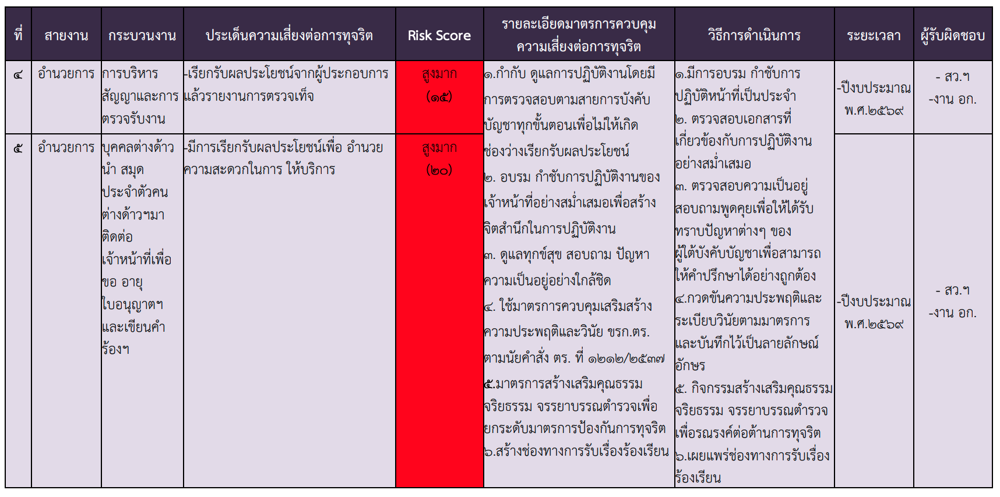 ที่
สายงาน
กระบวนงาน
ประเด็นความเสี่ยงต่อการทุจริต
Risk Score
รายละเอียดมาตรการควบคุม
ความเสี่ยงต่อการทุจริต
วิธีการดำเนินการ
ระยะเวลา
ผู้รับผิดชอบ
๔
อำนวยการ
การบริหาร
สัญญาและการ
ตรวจรับงาน
-เรียกรับผลประโยชน์จากผู้ประกอบการ
แล้วรายงานการตรวจเท็จ
สูงมาก
(๑๕)
๑.กำกับ ดูแลการปฏิบัติงานโดยมี
การตรวจสอบตามสายการบังคับ
บัญชาทุกขั้นตอนเพื่อไม่ให้เกิด
ช่องว่างเรียกรับผลประโยชน์
๒. อบรม กำชับการปฏิบัติงานของ
เจ้าหน้าที่อย่างสม่ำเสมอเพื่อสร้าง
จิตสำนึกในการปฏิบัติงาน
๓. ดูแลทุกข์สุข สอบถาม ปัญหา
ความเป็นอยู่อย่างใกล้ชิด
๔. ใช้มาตรการควบคุมเสริมสร้าง
ความประพฤติและวินัย ขรก.ตร.
ตามนัยคำสั่ง ตร. ที่ ๑๒๑๒/๒๕๓๗
๕.มาตรการสร้างเสริมคุณธรรม
จริยธรรม จรรยาบรรณตำรวจเพื่อ
ยกระดับมาตรการป้องกันการทุจริต
๖.สร้างช่องทางการรับเรื่องร้องเรียน
๑.มีการอบรม กำชับการ
ปฏิบัติหน้าที่เป็นประจำ
๒. ตรวจสอบเอกสารที่
เกี่ยวข้องกับการปฏิบัติงาน
อย่างสม่ำเสมอ
๓. ตรวจสอบความเป็นอยู่
สอบถามพูดคุยเพื่อให้ได้รับ
ทราบปัญหาต่างๆ ของ
ผู้ใต้บังคับบัญชาเพื่อสามารถ
ให้คำปรึกษาได้อย่างถูกต้อง
๔.กวดขันความประพฤติและ
ระเบียบวินัยตามมาตรการ
และบันทึกไว้เป็นลายลักษณ์
อักษร
๕. กิจกรรมสร้างเสริมคุณธรรม
จริยธรรม จรรยาบรรณตำรวจ
เพื่อรณรงค์ต่อต้านการทุจริต
๖.เผยแพร่ช่องทางการรับเรื่อง
ร้องเรียน
-ปีงบประมาณ
พ.ศ.๒๕๖๙
- สว.ฯ
-งาน อก.
๕
อำนวยการ
บุคคลต่างด้าว
นำ สมุด
ประจำตัวคน
ต่างด้าวฯมา
ติดต่อ
เจ้าหน้าที่เพื่อ
ขอ อายุ
ใบอนุญาตฯ
และเขียนคำ
ร้องฯ
-มีการเรียกรับผลประโยชน์เพื่อ อำนวย
ความสะดวกในการ ให้บริการ
สูงมาก
(๒๐)
-ปีงบประมาณ
พ.ศ.๒๕๖๙
- สว.ฯ
-งาน อก.